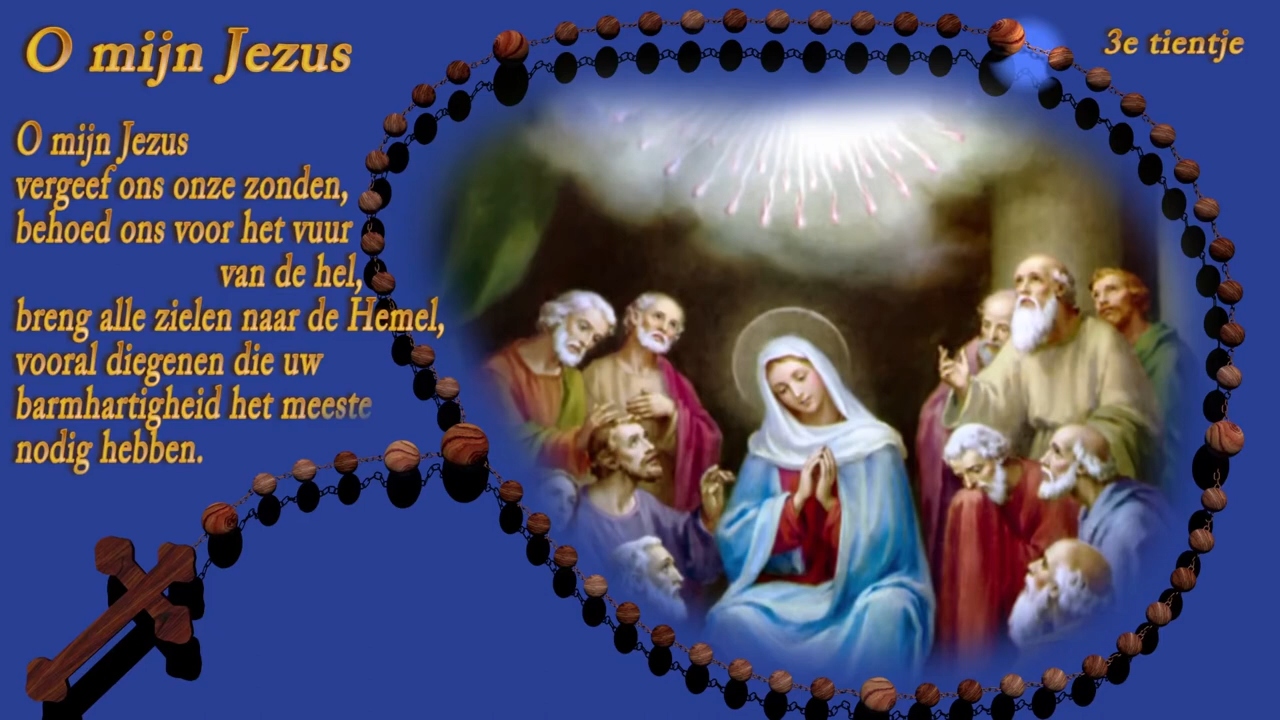 O mijn Jezus
3e tientje
O mijn Jezus
vergeef ons onze zonden,
behoed ons voor het vuur
van de hel,
breng alle zielen naar de Hemel,
vooral diegenen die uw
barmhartigheid het meeste
nodig hebben.